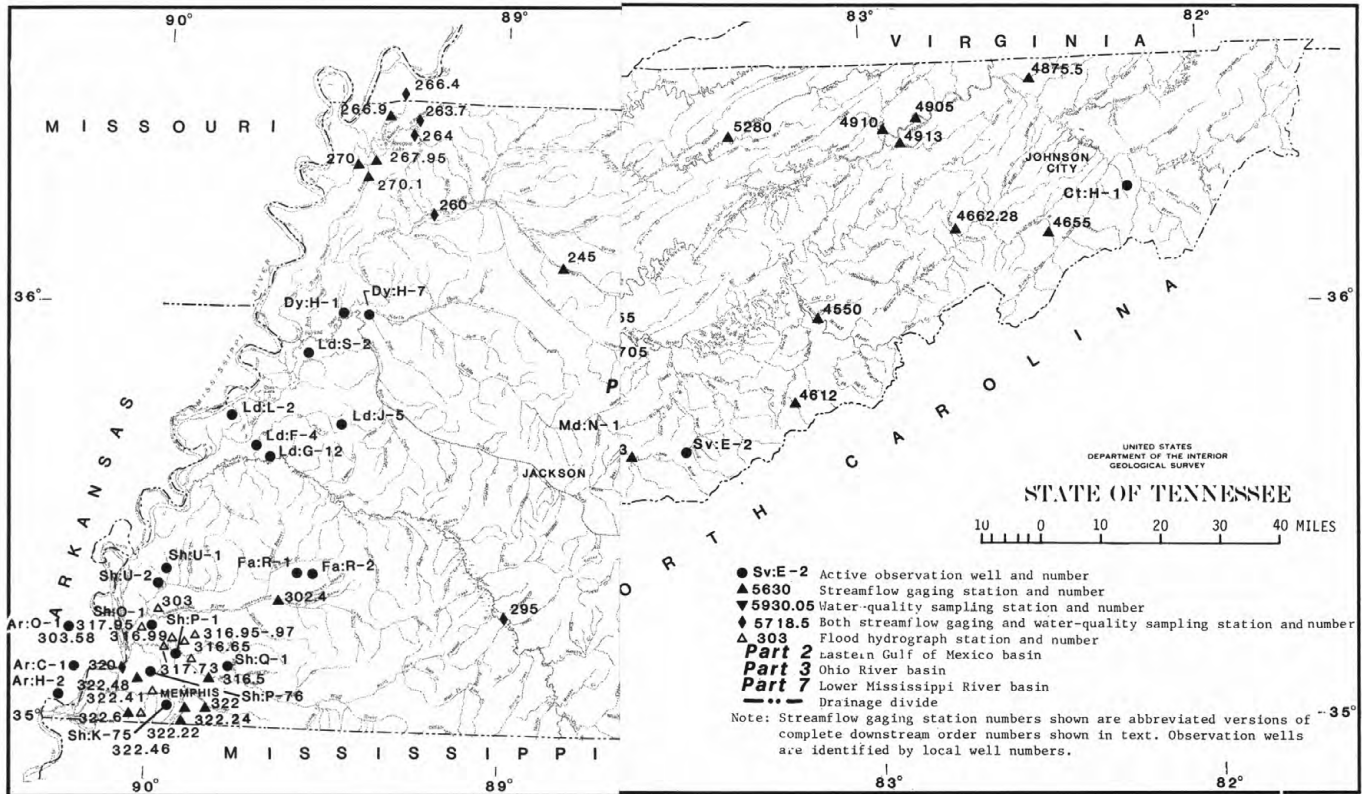 90°
89°
83°
82°
VIRGINIA
MISSOURI
266.4
266.9
263.7
264
270
267.95
270.1
260
245
4875.5
4905
4910
4913
5280
JOHNSON
CITY
Ct:H-1
4662.28
4655
36°
36°
Dy:H-1
Dy:H-7
Ld:S-2
55
4550
705
P
Ld:L-2
Ld:J-5
Ld:F-4
Ld:G-12
Md:N-1
4612
3
Sv:E-2
JACKSON
ARKANSAS
ORTH CAROLINA
UNITED STATES
DEPARTMENT OF THE INTERIOR
GEOLOGICAL SURVEY
STATE OF TENNESSEE
10 0 10 20 30 40 MILES
Sh:U-1
Sh:U-2
Fa:R-1
Fa:R-2
302.4
303
Sh:O-1
Sh:P-1
Ar:O-1
317.95
303.58
316.99
316.95-.97
316.65
295
Ar:C-1
320
317.73
Sh:Q-1
Ar:H-2
322.48
316.5
322.41
MEMPHIS
Sh:P-76
322
322.6
322.24
35°
35°
Sh:K-75
322.22
322.46
MISSISSIPPI
Sv:E-2 Active observation well and number
5630 Streamflow gaging station and number
5930.05 Water-quality sampling station and number
5718.5 Both streamflow gaging and water-quality sampling station and number
303 Flood hydrograph station and number
Part 2 Eastern Gulf of Mexico basin
Part 3 Ohio River basin
Part 7 Lower Mississippi River basin
Drainage divide
Note: Streamflow gaging station numbers shown are abbreviated versions of
complete downstream order numbers shown in text. Observation wells
are identified by local well numbers.
90°
89°
83°
82°